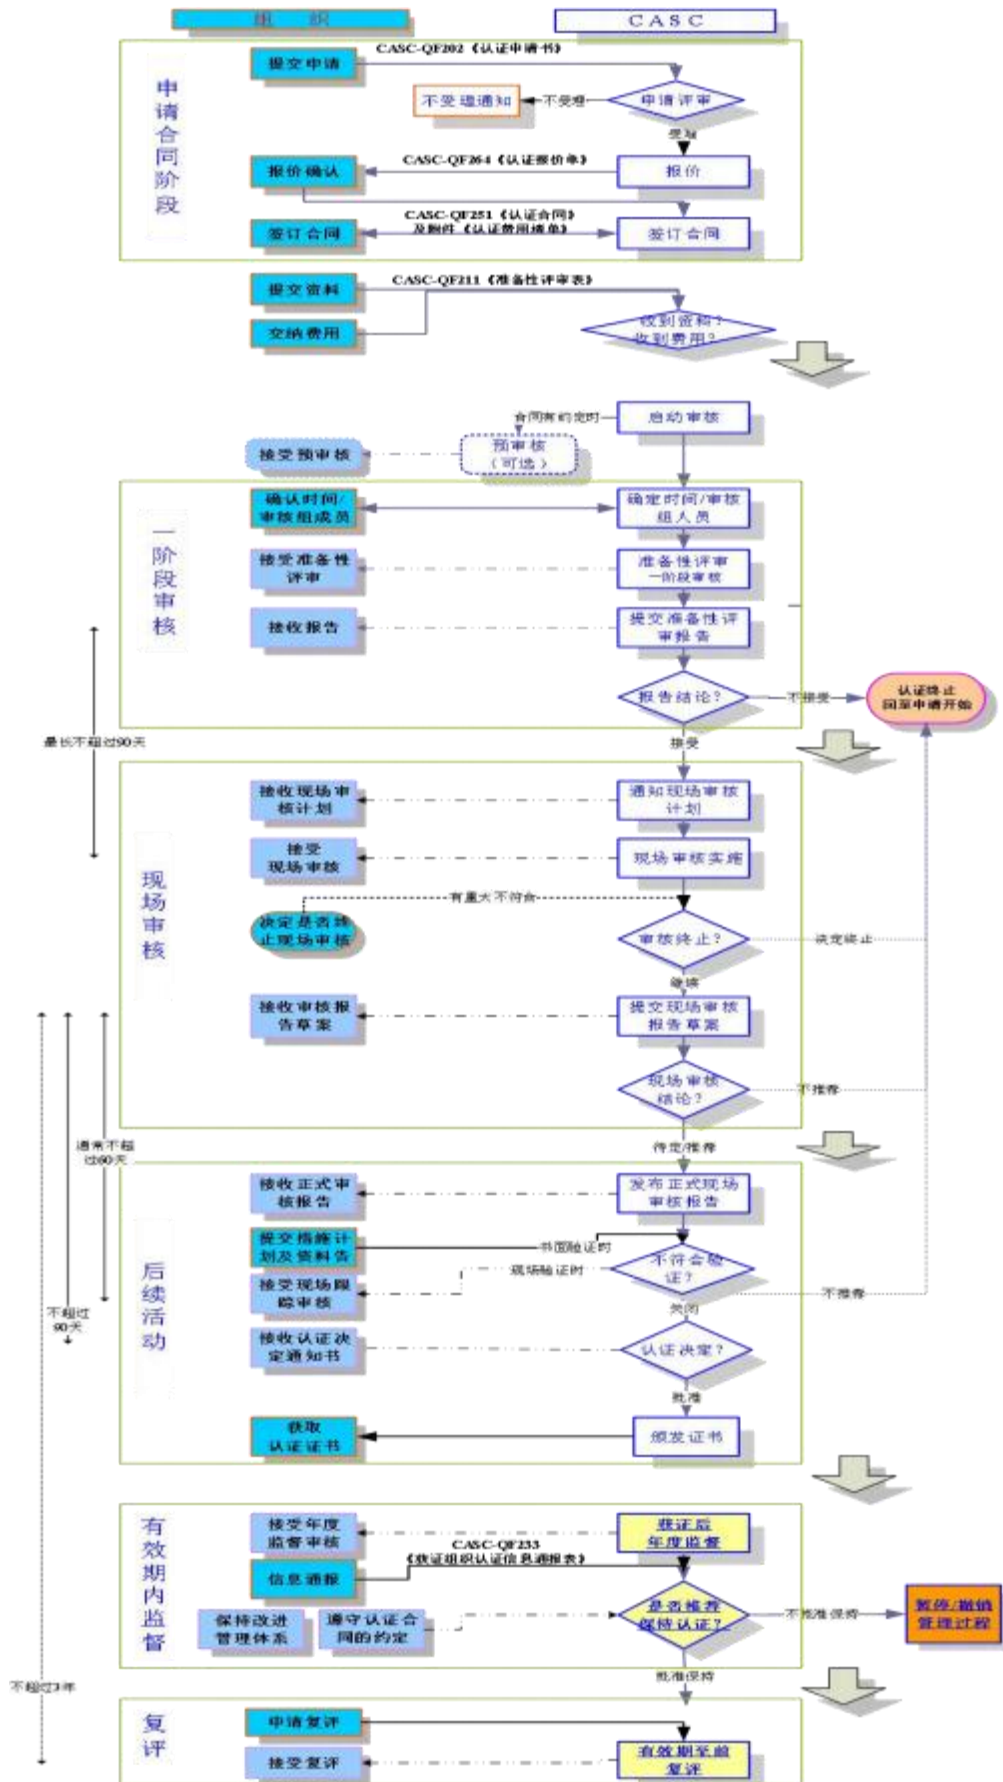 组 织
CASC
申请合同阶段
CASC-QF202《认证申请书》
提交申请
不受理通知
不受理
申请评审
受理
CASC-QF264《认证报价单》
报价确认
报价
CASC-QF251《认证合同》
及附件《认证费用清单》
签订合同
签订合同
提交资料
CASC-QF211《准备性评审表》
交纳费用
收到资料?
收到费用?
合同有约定时
启动审核
接受预审核
预审核
(可选)
一阶段审核
确认时间/
审核组成员
确定时间/审核
组人员
接受准备性
评审
准备性评审
一阶段审核
接收报告
提交准备性评
审报告
报告结论?
不接受
认证终止
回至申请开始
最长不超过90天
接受
现场审核
接收现场审
核计划
通知现场审核
计划
接受
现场审核
现场审核实施
有重大不符合
决定是否终
止现场审核
审核终止?
决定终止
继续
接收审核报
告草案
提交现场审核
报告草案
现场审核
结论?
不推荐
通常不超
过60天
待定/推荐
后续活动
接收正式审
核报告
发布正式现场
审核报告
提交措施计
划及资料告
书面验证时
不符合验
证?
现场验证时
接受现场跟
踪审核
不推荐
不超过
90天
关闭
接收认证决
定通知书
认证决定?
批准
获取
认证证书
颁发证书
有效期内监督
接受年度
监督审核
获证后
年度监督
CASC-QF233
《获证组织认证信息通报表》
信息通报
保持改进
管理体系
遵守认证合
同的约定
是否推荐
保持认证?
不批准保持
暂停/撤销
管理过程
不超过3年
批准保持
复评
申请复评
接受复评
有效期至前
复评